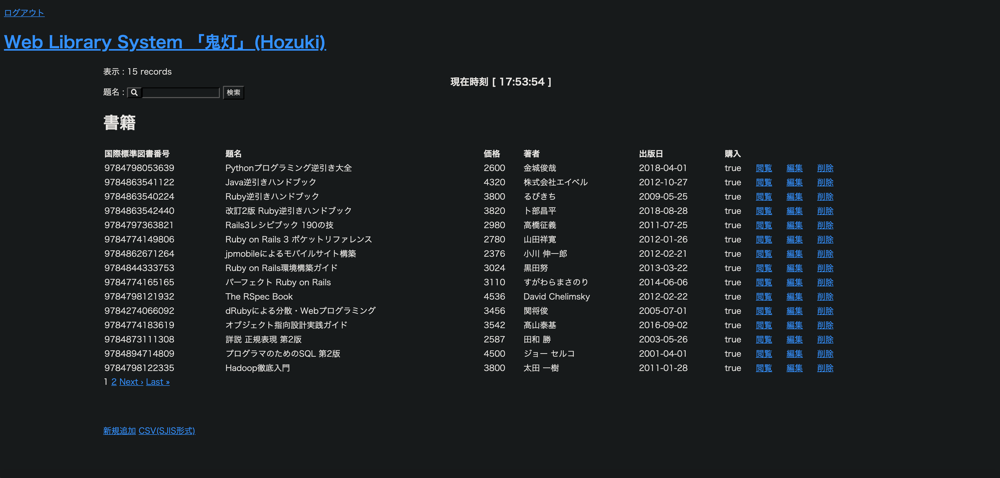 ログアウト
Web Library System 「鬼灯」(Hozuki)
表示 : 15 records
現在時刻 [ 17:53:54 ]
題名 : 検索
書籍
国際標準図書番号 題名 価格 著者 出版日 購入
9784798053639 Pythonプログラミング逆引き大全 2600 金城俊哉 2018-04-01 true 閲覧 編集 削除
9784863541122 Java逆引きハンドブック 4320 株式会社エイベル 2012-10-27 true 閲覧 編集 削除
9784863540224 Ruby逆引きハンドブック 3800 るびきち 2009-05-25 true 閲覧 編集 削除
9784863542440 改訂2版 Ruby逆引きハンドブック 3820 卜部昌平 2018-08-28 true 閲覧 編集 削除
9784797363821 Rails3レシピブック 190の技 2980 高橋征義 2011-07-25 true 閲覧 編集 削除
9784774149806 Ruby on Rails 3 ポケットリファレンス 2780 山田祥寛 2012-01-26 true 閲覧 編集 削除
9784862671264 jpmobileによるモバイルサイト構築 2376 小川 伸一郎 2012-02-21 true 閲覧 編集 削除
9784844333753 Ruby on Rails環境構築ガイド 3024 黒田努 2013-03-22 true 閲覧 編集 削除
9784774165165 パーフェクト Ruby on Rails 3110 すがわらまさのり 2014-06-06 true 閲覧 編集 削除
9784798121932 The RSpec Book 4536 David Chelimsky 2012-02-22 true 閲覧 編集 削除
9784274066092 dRubyによる分散・Webプログラミング 3456 関将俊 2005-07-01 true 閲覧 編集 削除
9784774183619 オブジェクト指向設計実践ガイド 3542 髙山泰基 2016-09-02 true 閲覧 編集 削除
9784873111308 詳説 正規表現 第2版 2587 田和 勝 2003-05-26 true 閲覧 編集 削除
9784894714809 プログラマのためのSQL 第2版 4500 ジョー セルコ 2001-04-01 true 閲覧 編集 削除
9784798122335 Hadoop徹底入門 3800 太田 一樹 2011-01-28 true 閲覧 編集 削除
1 2 Next › Last »
新規追加 CSV(SJIS形式)